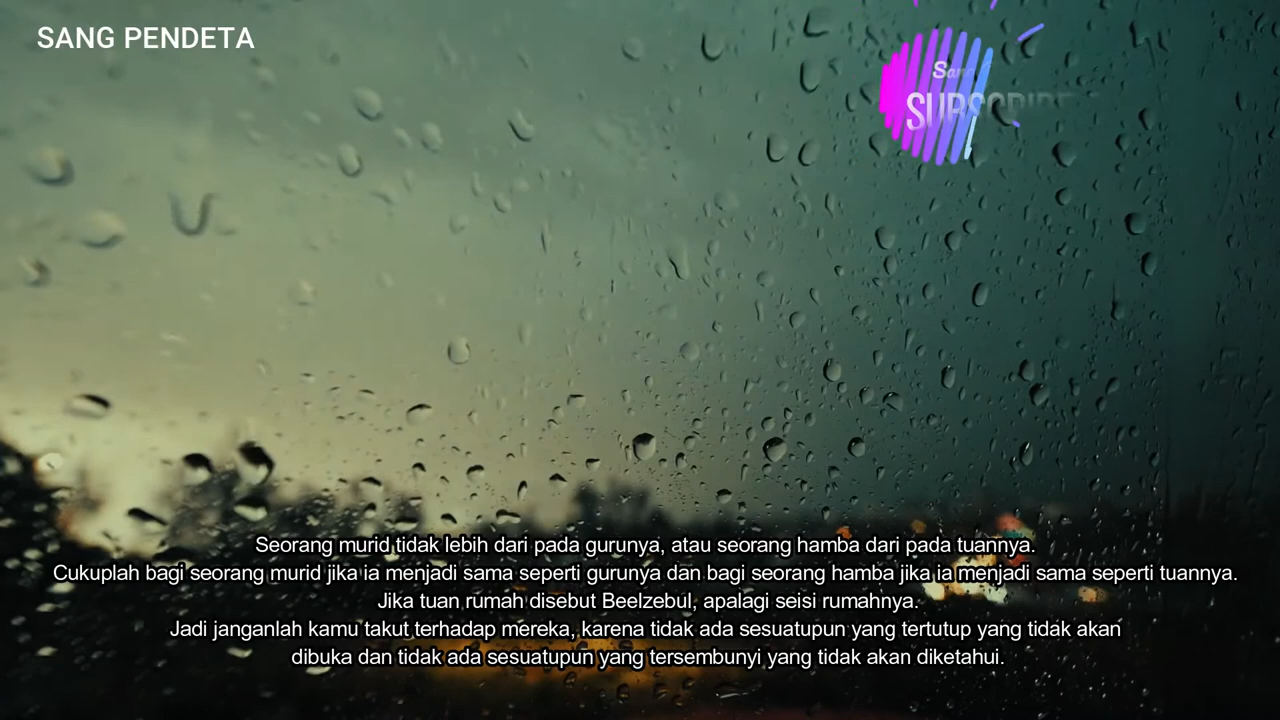 SANG PENDETA
SUBSCRIBE
Seorang murid tidak lebih dari pada gurunya, atau seorang hamba dari pada tuannya.
Cukuplah bagi seorang murid jika ia menjadi sama seperti gurunya dan bagi seorang hamba jika ia menjadi sama seperti tuannya.
Jika tuan rumah disebut Beelzebul, apalagi seisi rumahnya.
Jadi janganlah kamu takut terhadap mereka, karena tidak ada sesuatupun yang tertutup yang tidak akan
dibuka dan tidak ada sesuatupun yang tersembunyi yang tidak akan diketahui.